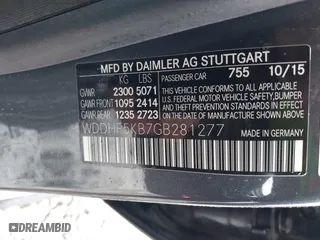 MFD BY DAIMLER AG STUTTGART
KG LBS PASSENGER CAR 755 10/15
GVWR 2300 5071
GAWR FRONT 1095 2414
GAWR REAR 1235 2723
THIS VEHICLE CONFORMS TO ALL
APPLICABLE U.S. FEDERAL MOTOR
VEHICLE SAFETY, BUMPER, AND
THEFT PREVENTION STANDARDS
IN EFFECT ON THE DATE OF
MANUFACTURE SHOWN ABOVE.
WDDHF5KB7GB281277
MADE IN GERMANY
DREAMBID
DREAMBID